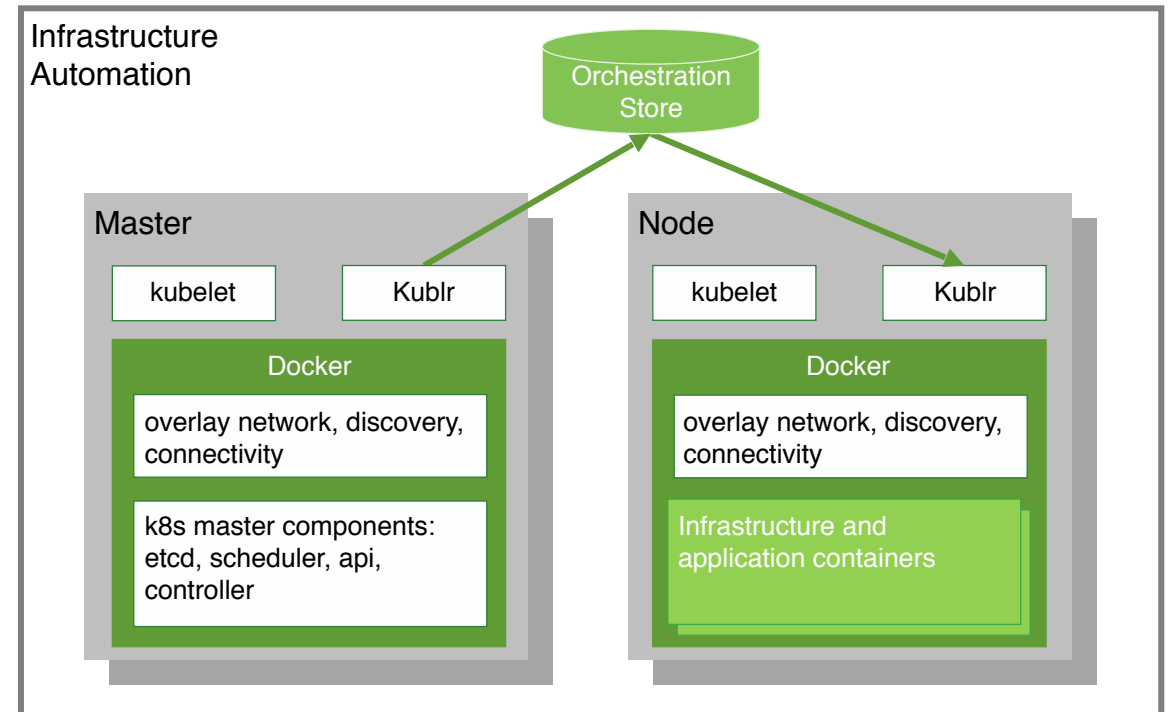 Infrastructure
Automation
Orchestration
Store
Master
kubelet
Kublr
Docker
overlay network, discovery,
connectivity
k8s master components:
etcd, scheduler, api,
controller
Node
kubelet
Kublr
Docker
overlay network, discovery,
connectivity
Infrastructure and
application containers